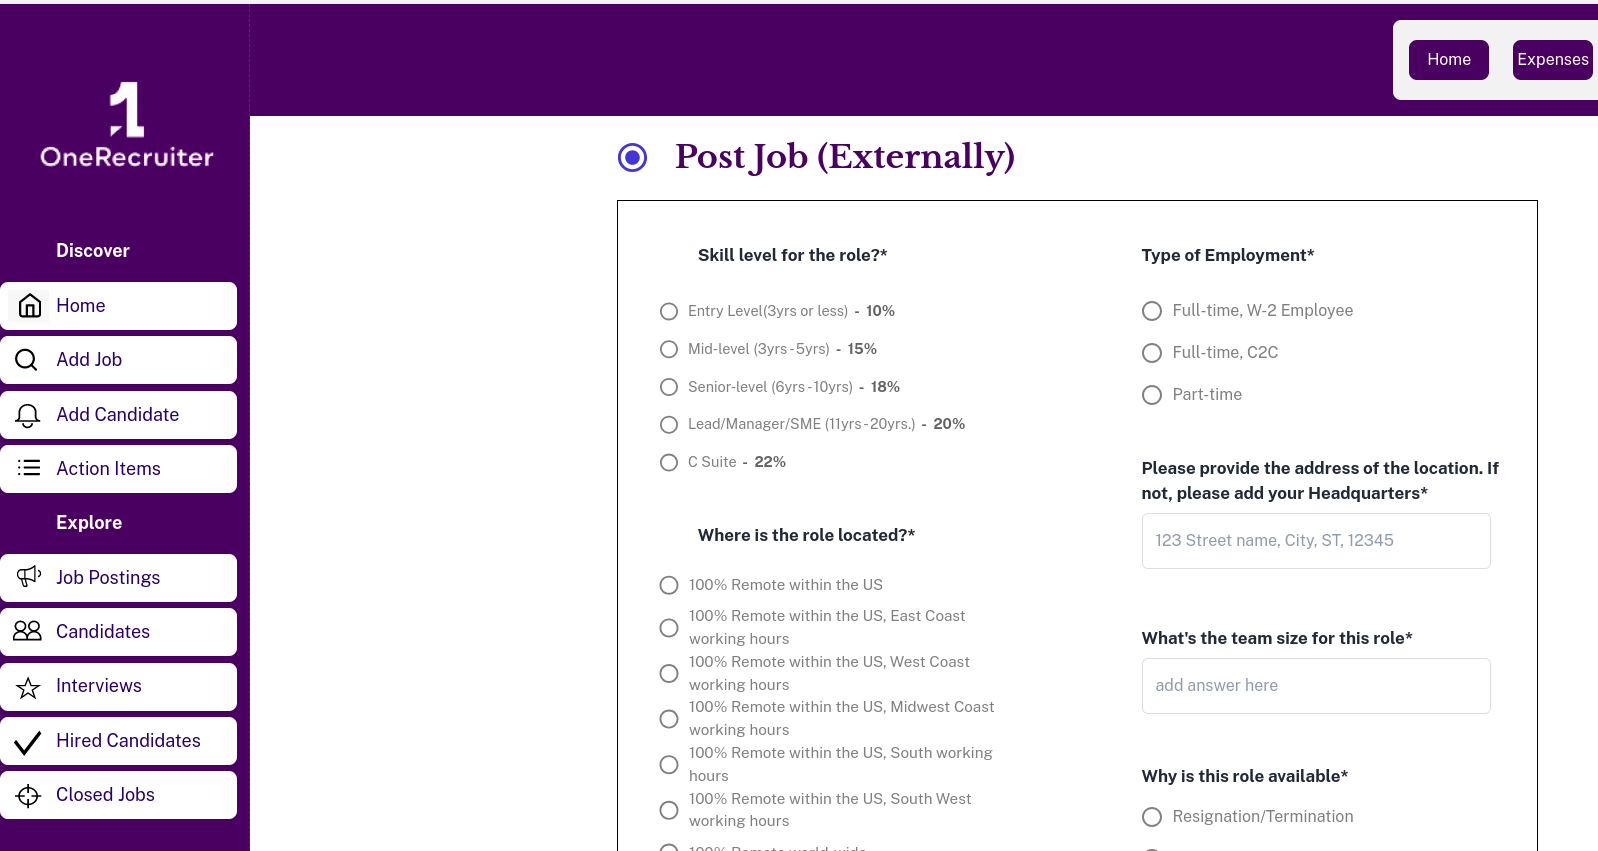 Home
Expenses
1
OneRecruiter
Discover
Home
Add Job
Add Candidate
Action Items
Explore
Job Postings
Candidates
Interviews
Hired Candidates
Closed Jobs
Post Job (Externally)
Skill level for the role?*
Entry Level(3yrs or less) - 10%
Mid-level (3yrs - 5yrs) - 15%
Senior-level (6yrs - 10yrs) - 18%
Lead/Manager/SME (11yrs - 20yrs.) - 20%
C Suite - 22%
Where is the role located?*
100% Remote within the US
100% Remote within the US, East Coast
working hours
100% Remote within the US, West Coast
working hours
100% Remote within the US, Midwest Coast
working hours
100% Remote within the US, South working
hours
100% Remote within the US, South West
working hours
100% Remote world-wide
Type of Employment*
Full-time, W-2 Employee
Full-time, C2C
Part-time
Please provide the address of the location. If
not, please add your Headquarters*
123 Street name, City, ST, 12345
What's the team size for this role*
add answer here
Why is this role available*
Resignation/Termination